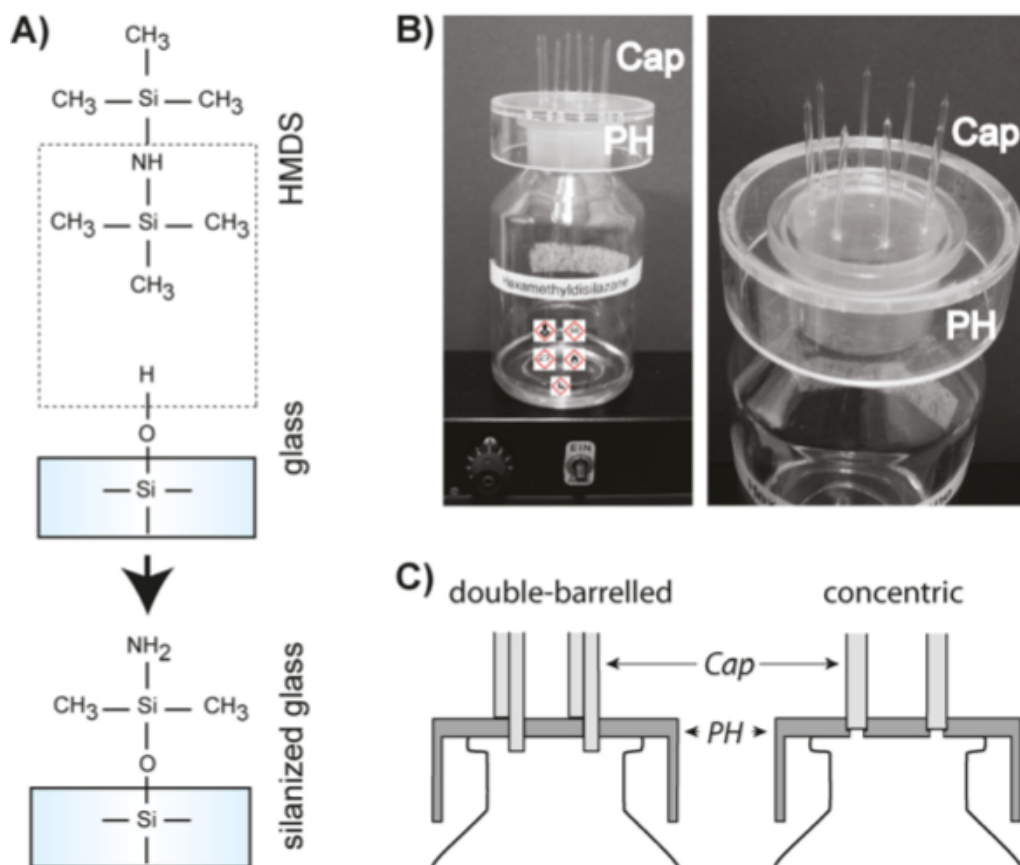 A)
CH3
CH3 Si CH3
NH
CH3 Si CH3
CH3
HMDS
H
O
Si
glass
NH2
CH3 Si CH3
O
Si
silanized glass
B)
Cap
PH
Hexamethyldisilazane
EIN
Cap
PH
C)
double-barrelled
concentric
Cap
PH